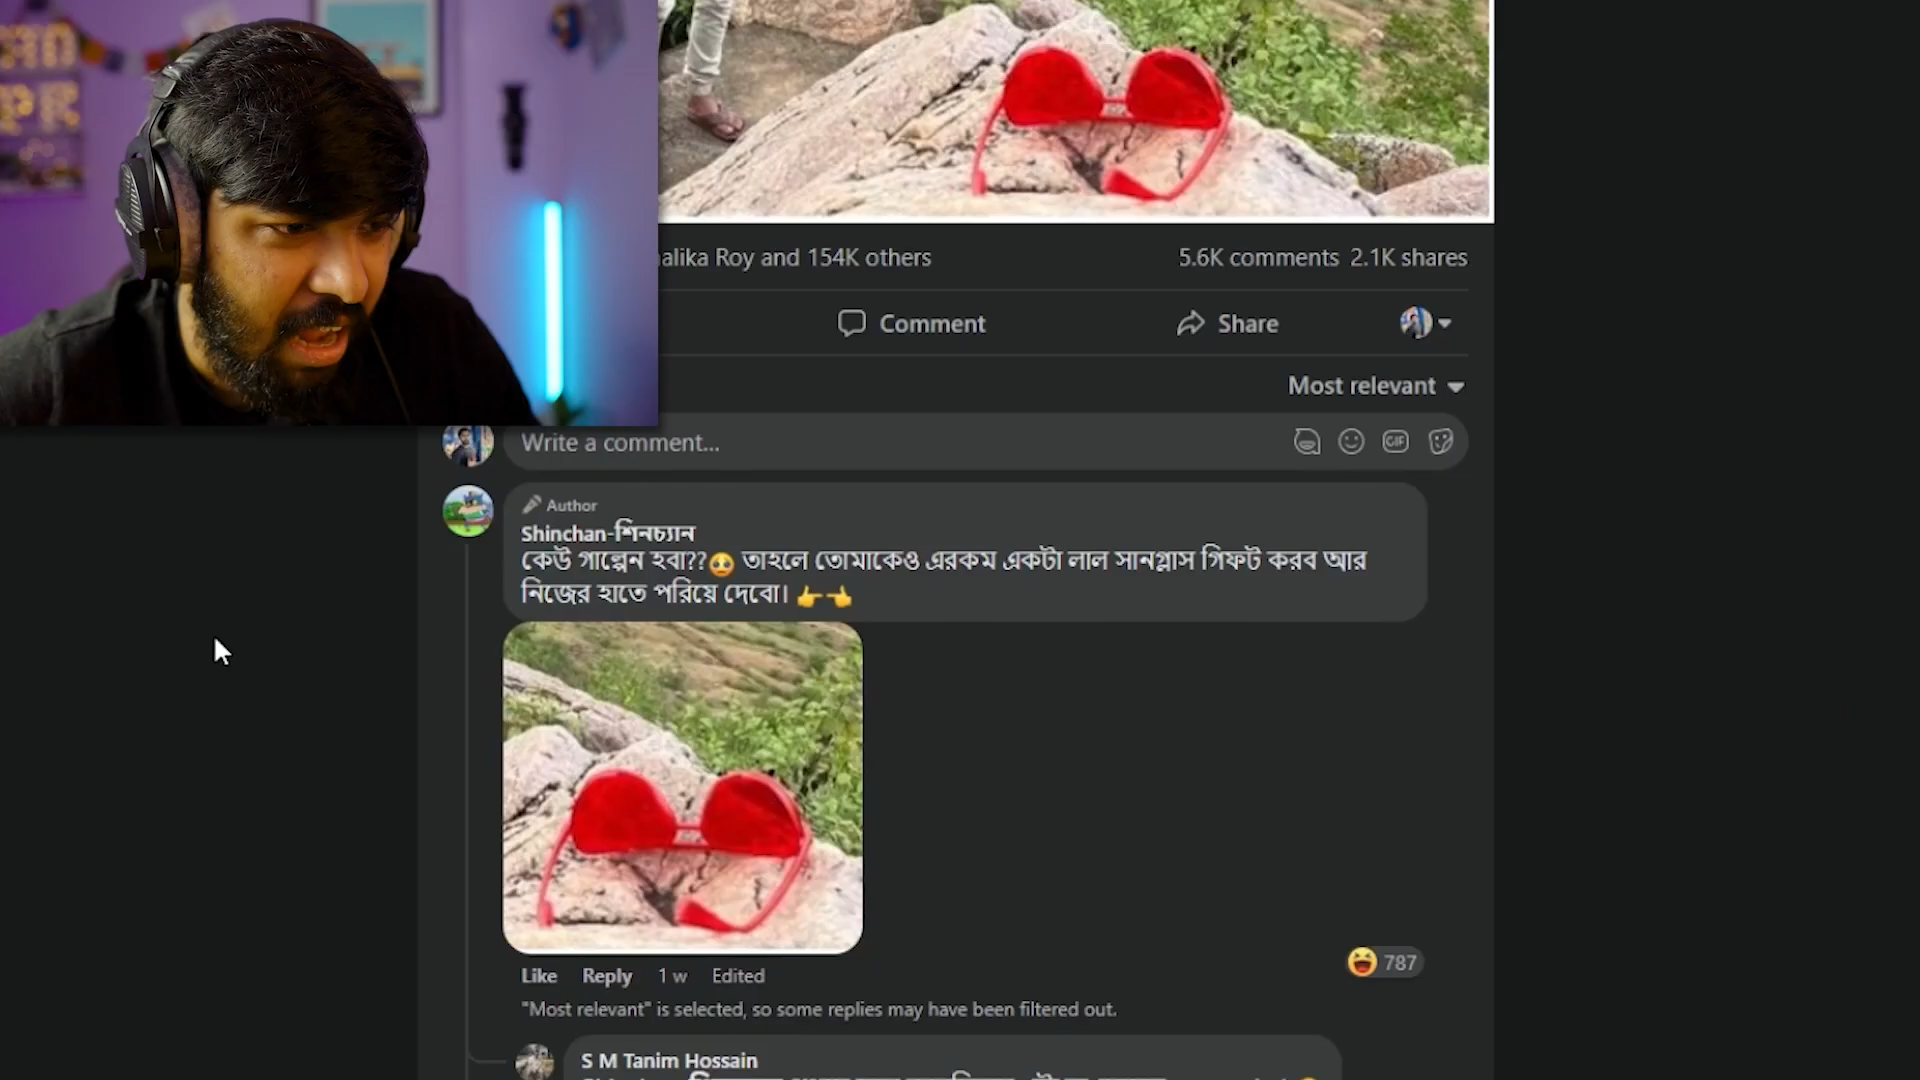 Roy and 154K others
5.6K comments 2.1K shares
Comment
Share
Most relevant
Write a comment...
GIF
Author
Shinchan-শিনচ্যান
কেউ গাল্পেন হবা??🥺 তাহলে তোমাকেও এরকম একটা লাল সানগ্লাস গিফট করব আর
নিজের হাতে পরিয়ে দেবো। 👉👈
Like Reply 1 w Edited
787
"Most relevant" is selected, so some replies may have been filtered out.
S M Tanim Hossain